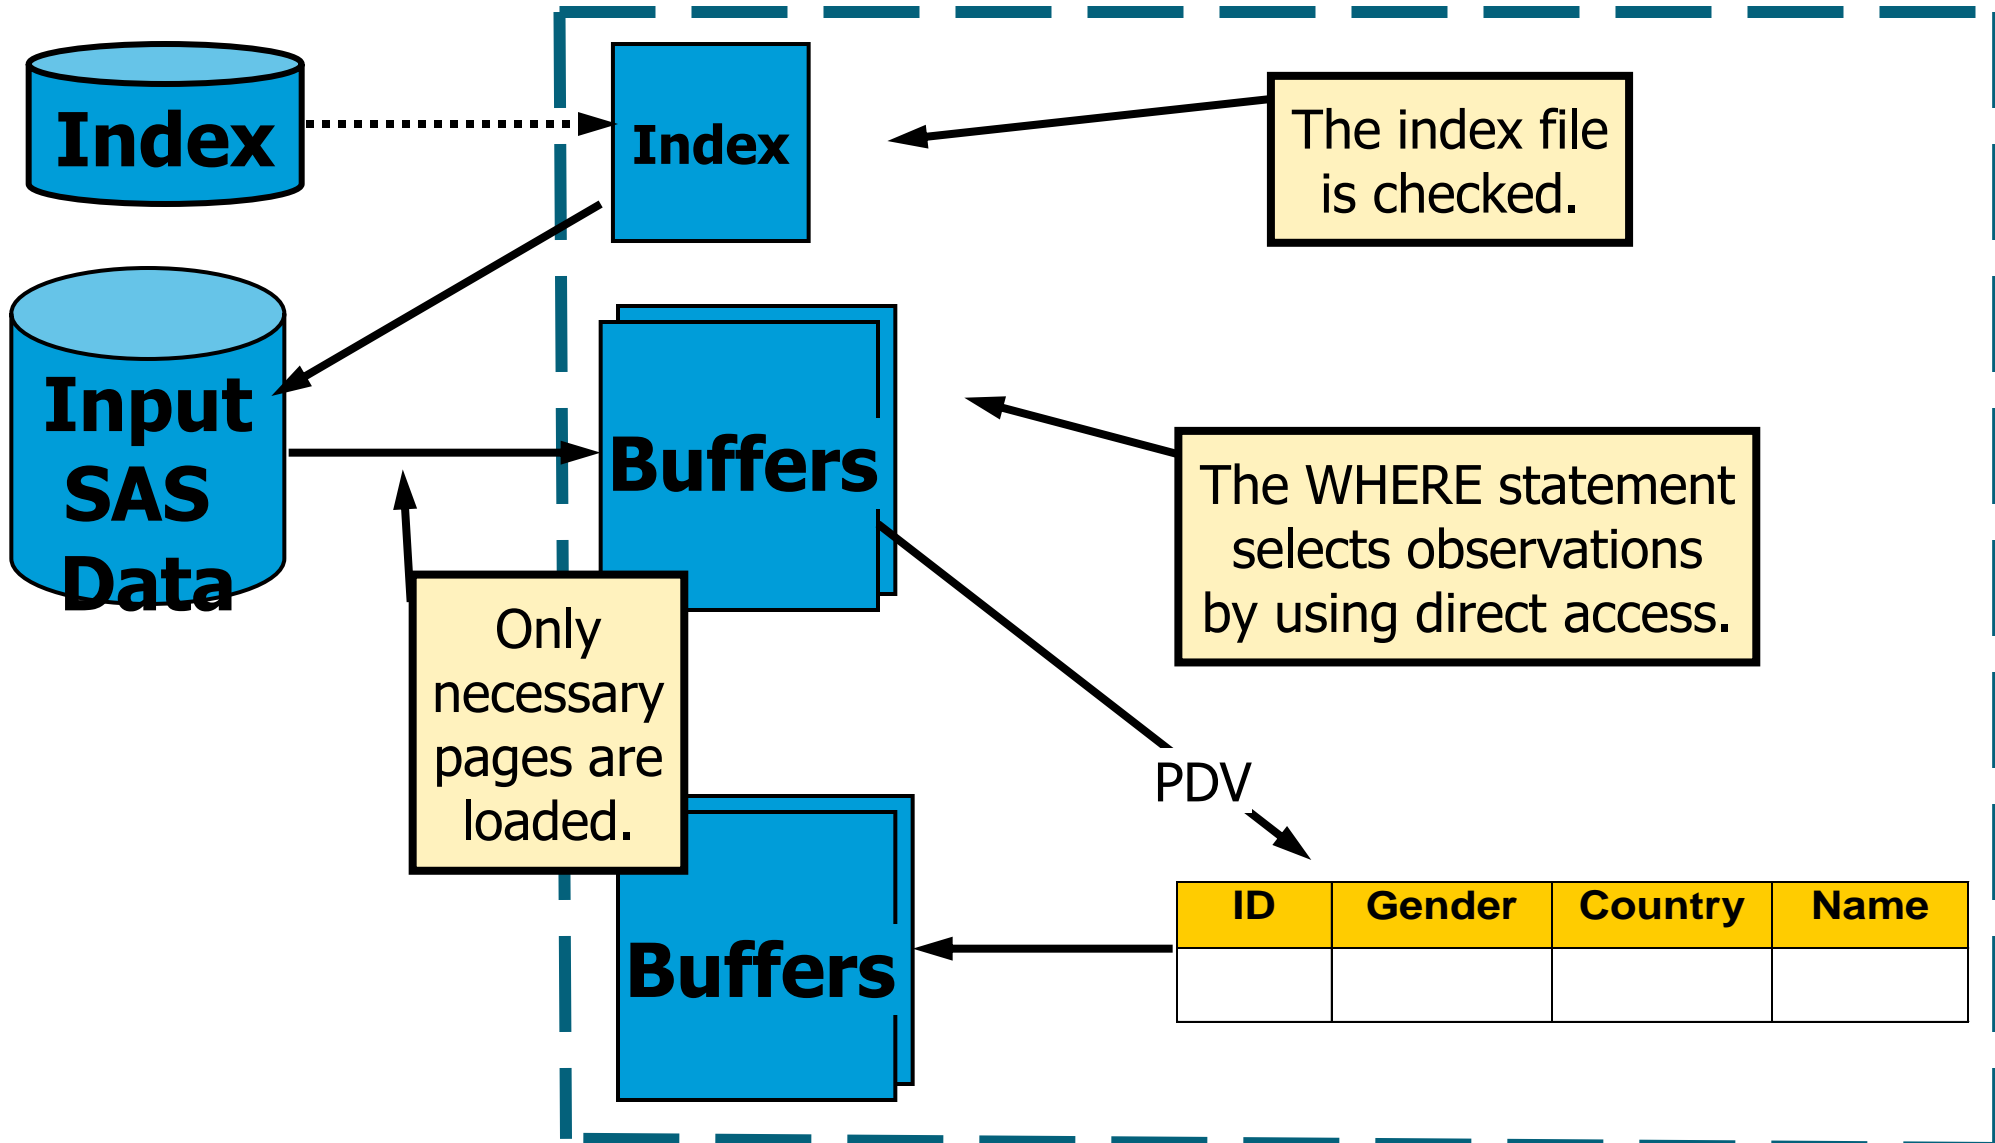 Index
Index
The index file
is checked.
Input
SAS
Data
Buffers
The WHERE statement
selects observations
by using direct access.
Only
necessary
pages are
loaded.
PDV
ID Gender Country Name
Buffers